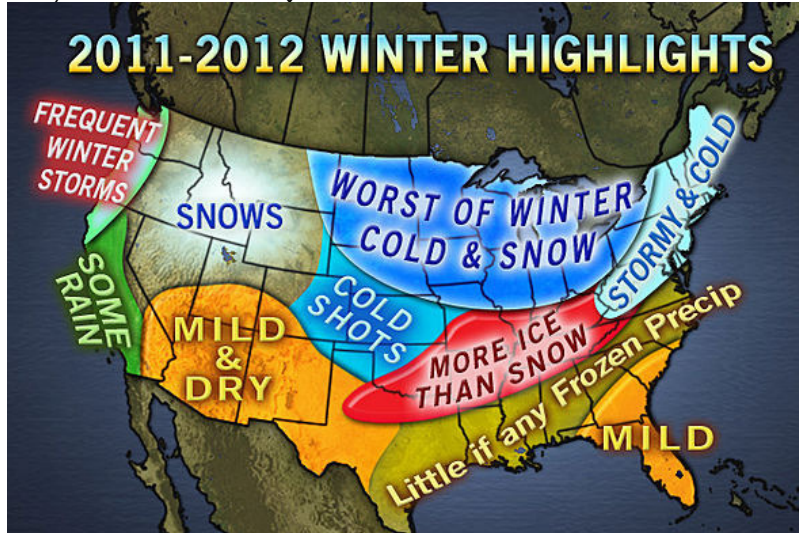 2011-2012 WINTER HIGHLIGHTS
FREQUENT
WINTER
STORMS
SNOWS
WORST OF WINTER
COLD & SNOW
STORMY & COLD
SOME
RAIN
MILD
&
DRY
COLD
SHOTS
MORE ICE
THAN SNOW
Little if any Frozen Precip
MILD